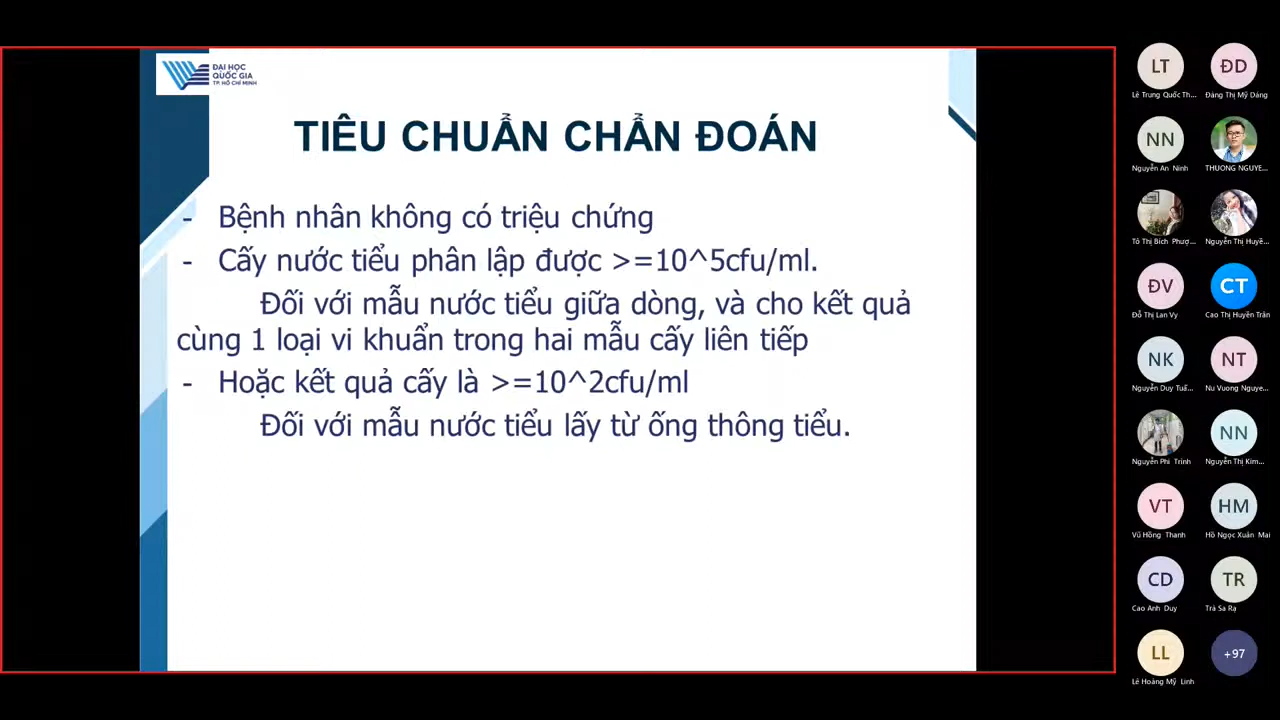 ĐẠI HỌC
QUỐC GIA
TP. HỒ CHÍ MINH
TIÊU CHUẨN CHẨN ĐOÁN
- Bệnh nhân không có triệu chứng
- Cấy nước tiểu phân lập được >=10^5cfu/ml.
Đối với mẫu nước tiểu giữa dòng, và cho kết quả
cùng 1 loại vi khuẩn trong hai mẫu cấy liên tiếp
- Hoặc kết quả cấy là >=10^2cfu/ml
Đối với mẫu nước tiểu lấy từ ống thông tiểu.
LT
ĐD
Lê Trung Quốc Th...
Đàng Thị Mỹ Dáng
NN
Nguyễn An Ninh
THUONG NGUYE...
Tô Thị Bích Phượ...
Nguyễn Thị Huyề...
ĐV
CT
Đỗ Thị Lan Vy
Cao Thị Huyền Trân
NK
NT
Nguyễn Duy Tuấ...
Nu Vuong Nguye...
NN
Nguyễn Phi Trình
Nguyễn Thị Kim...
VT
HM
Vũ Hồng Thanh
Hồ Ngọc Xuân Mai
CD
TR
Cao Anh Duy
Trà Sa Rạ
LL
+97
Lê Hoàng Mỹ Linh